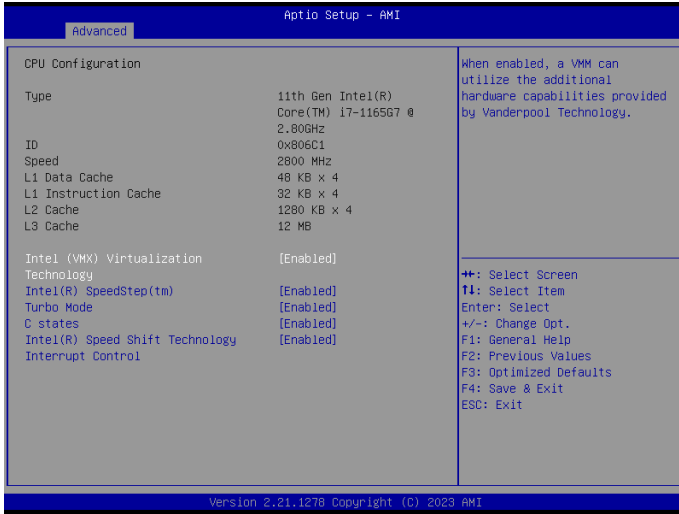 Aptio Setup - AMI
Advanced
CPU Configuration
Type 11th Gen Intel(R)
Core(TM) i7-1165G7 @
2.80GHz
ID 0x806C1
Speed 2800 MHz
L1 Data Cache 48 KB x 4
L1 Instruction Cache 32 KB x 4
L2 Cache 1280 KB x 4
L3 Cache 12 MB
Intel (VMX) Virtualization [Enabled]
Technology
Intel(R) SpeedStep(tm) [Enabled]
Turbo Mode [Enabled]
C states [Enabled]
Intel(R) Speed Shift Technology [Enabled]
Interrupt Control
When enabled, a VMM can
utilize the additional
hardware capabilities provided
by Vanderpool Technology.
→←: Select Screen
↑↓: Select Item
Enter: Select
+/-: Change Opt.
F1: General Help
F2: Previous Values
F3: Optimized Defaults
F4: Save & Exit
ESC: Exit
Version 2.21.1278 Copyright (C) 2023 AMI